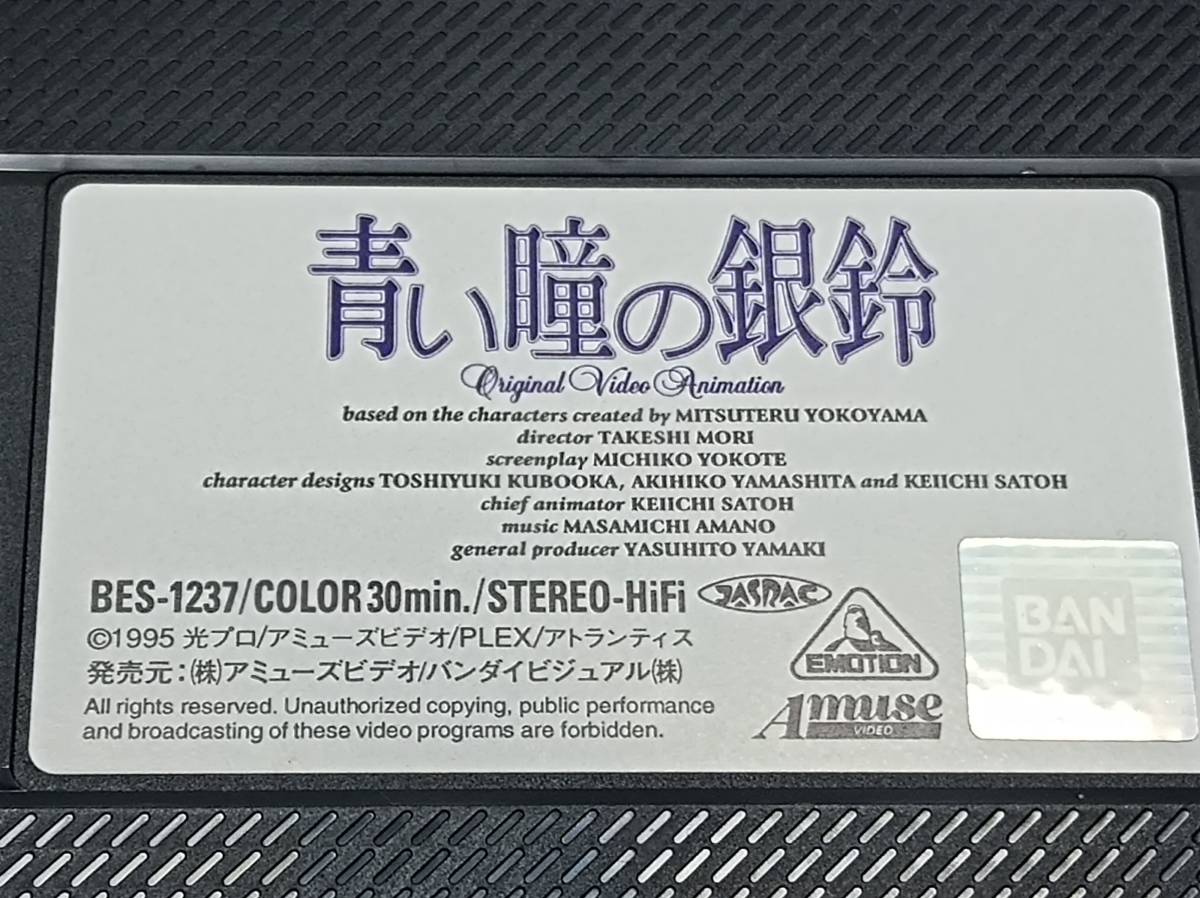 青い瞳の銀鈴
Original Video Animation
based on the characters created by MITSUTERU YOKOYAMA
director TAKESHI MORI
screenplay MICHIKO YOKOTE
character designs TOSHIYUKI KUBOOKA, AKIHIKO YAMASHITA and KEIICHI SATOH
chief animator KEIICHI SATOH
music MASAMICHI AMANO
general producer YASUHITO YAMAKI
BES-1237/COLOR 30min./STEREO-HiFi JASRAC
©1995 光プロ/アミューズビデオ/PLEX/アトランティス
発売元:㈱アミューズビデオ/バンダイビジュアル㈱
All rights reserved. Unauthorized copying, public performance
and broadcasting of these video programs are forbidden.
EMOTION
Amuse
VIDEO
BAN
DAI